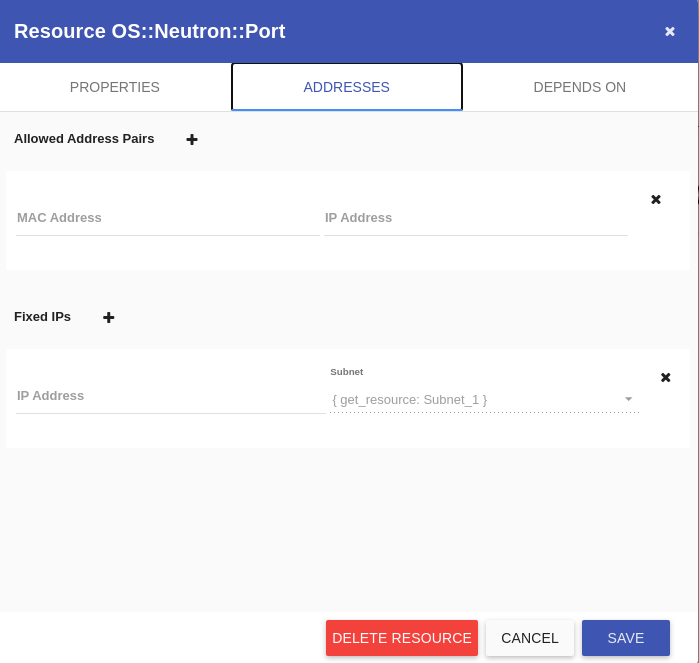 Resource OS::Neutron::Port
PROPERTIES ADDRESSES DEPENDS ON
Allowed Address Pairs
MAC Address IP Address
Fixed IPs
Subnet
IP Address { get_resource: Subnet_1 }
DELETE RESOURCE CANCEL SAVE